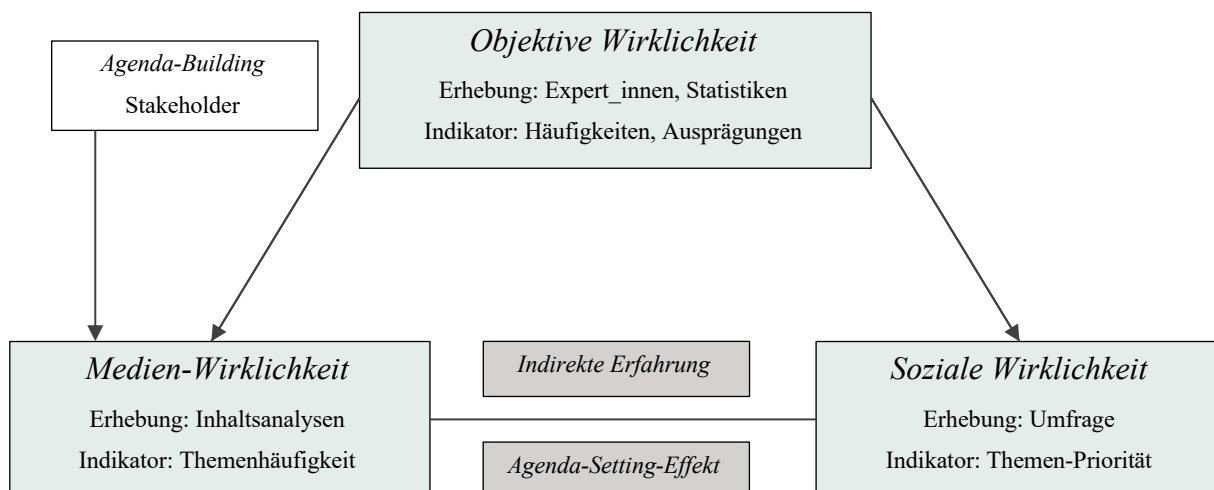 Agenda-Building
Stakeholder
Objektive Wirklichkeit
Erhebung: Expert_innen, Statistiken
Indikator: Häufigkeiten, Ausprägungen
Medien-Wirklichkeit
Erhebung: Inhaltsanalysen
Indikator: Themenhäufigkeit
Indirekte Erfahrung
Agenda-Setting-Effekt
Soziale Wirklichkeit
Erhebung: Umfrage
Indikator: Themen-Priorität